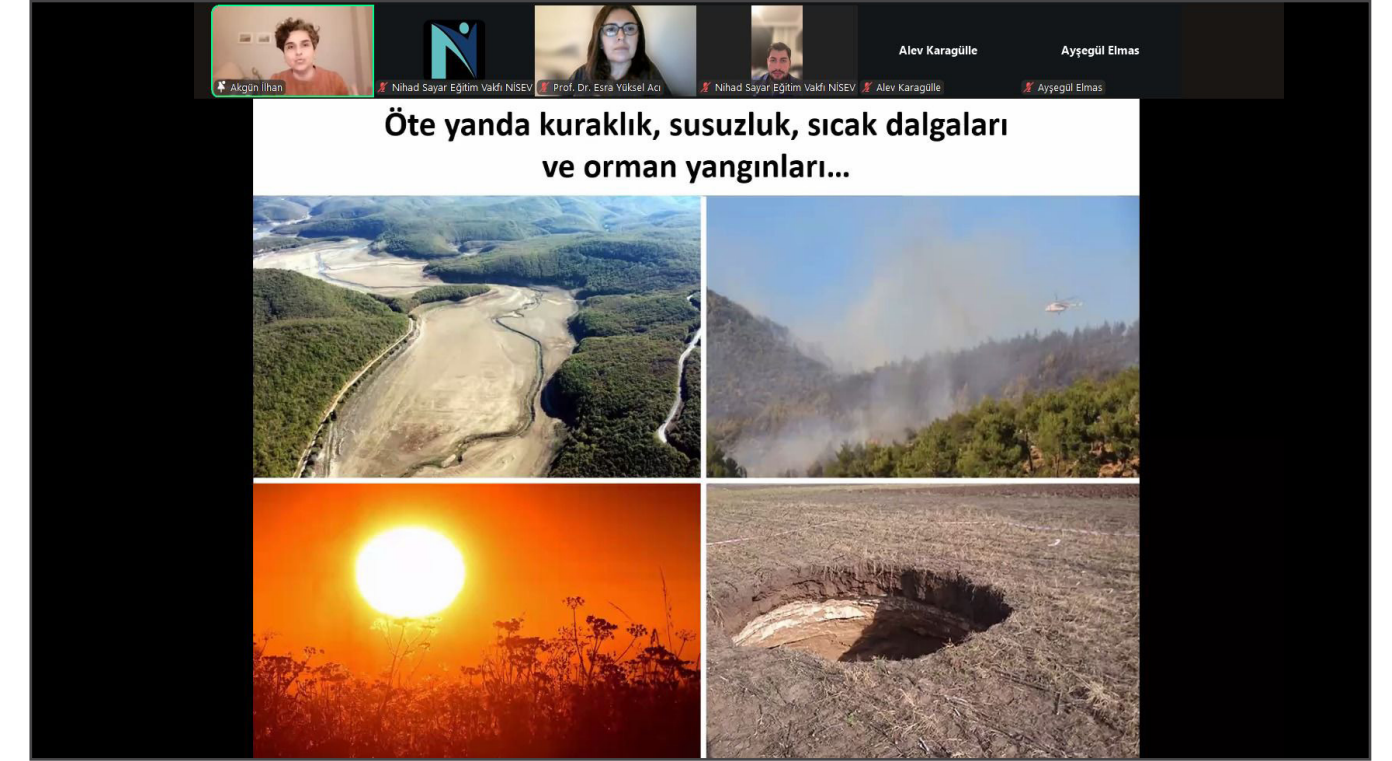 Alev Karagülle
Ayşegül Elmas
Akgün İlhan
Nihad Sayar Eğitim Vakfı NİSEV
Prof. Dr. Esra Yüksel Acı
Nihad Sayar Eğitim Vakfı NİSEV
Alev Karagülle
Ayşegül Elmas
Öte yanda kuraklık, susuzluk, sıcak dalgaları
ve orman yangınları...